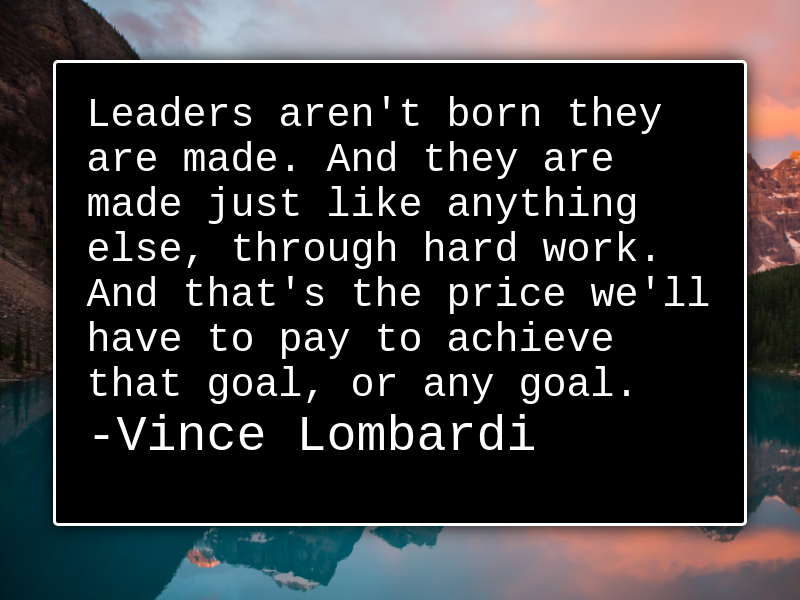 Leaders aren't born they
are made. And they are
made just like anything
else, through hard work.
And that's the price we'll
have to pay to achieve
that goal, or any goal.
-Vince Lombardi